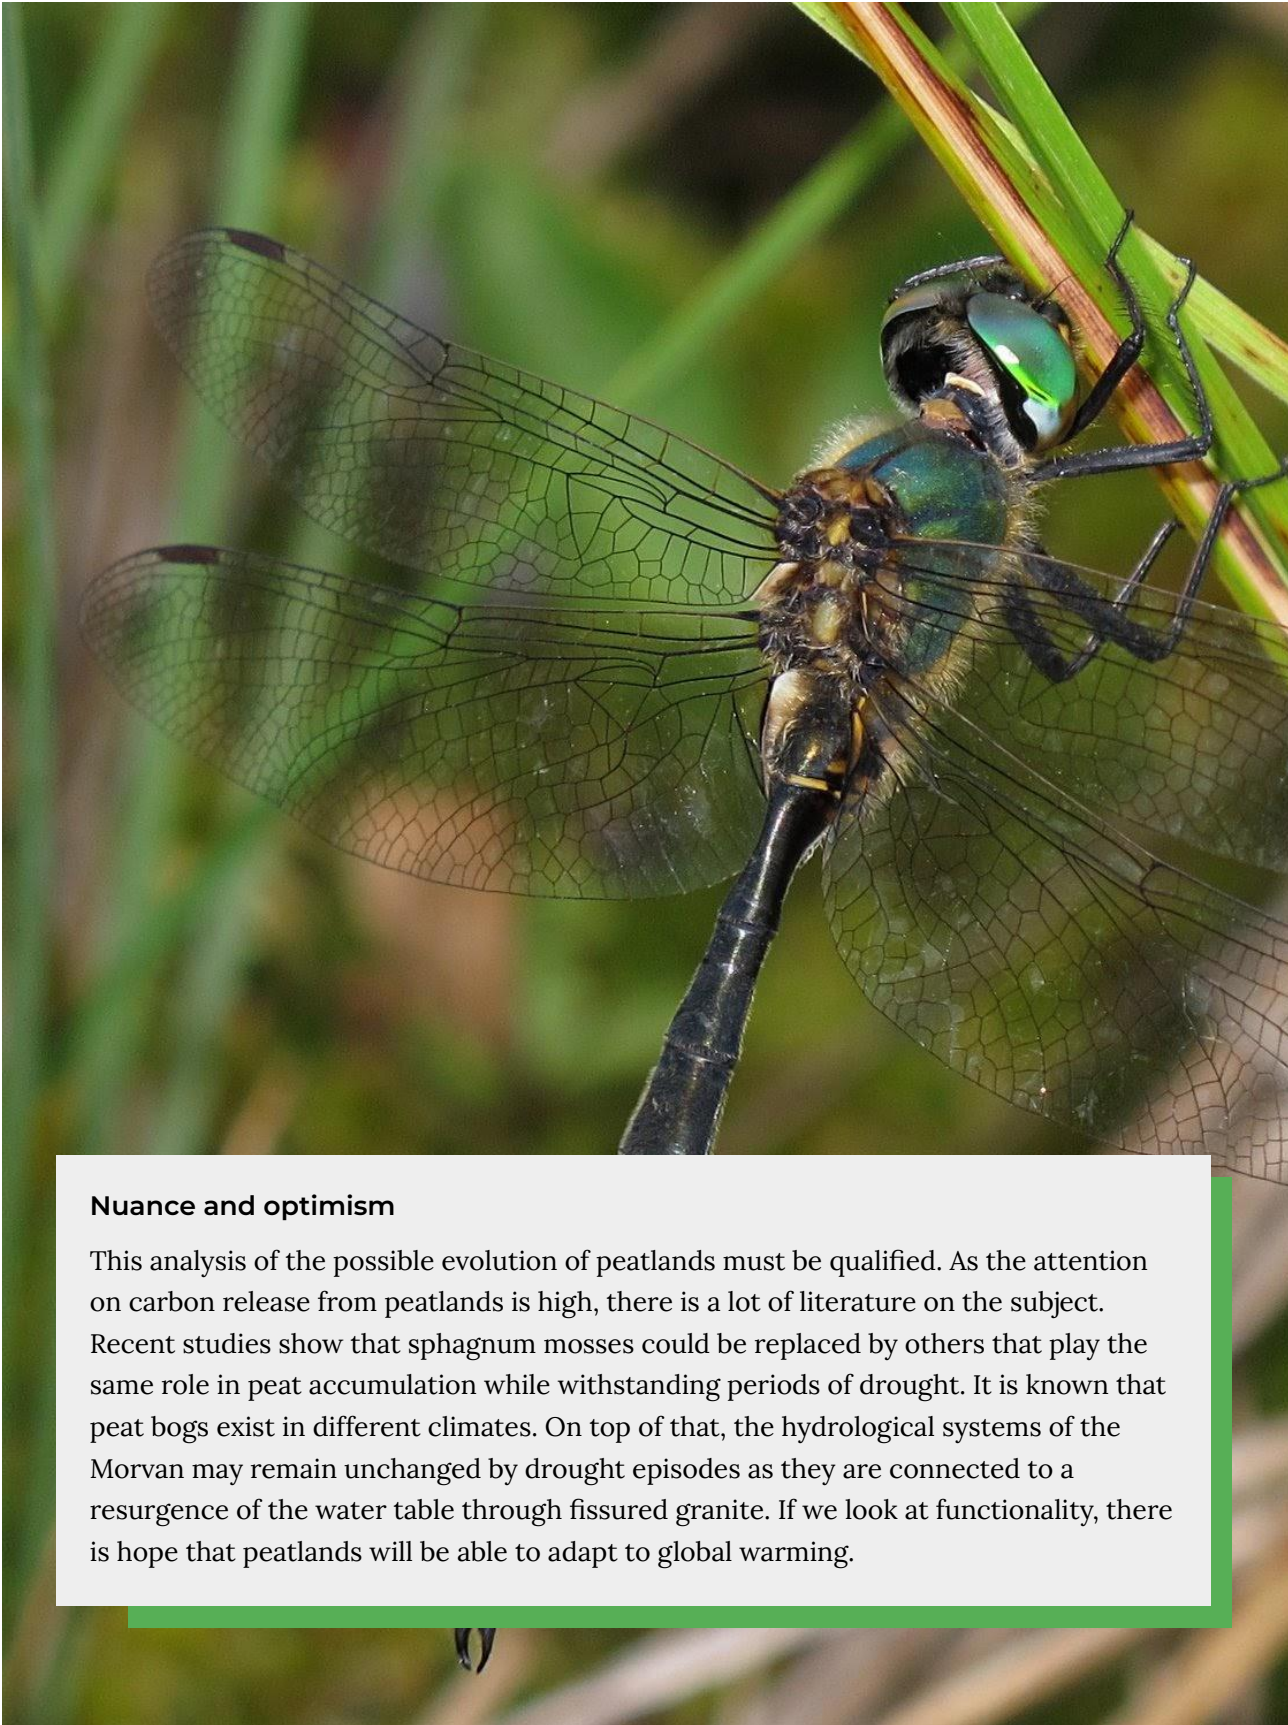 Nuance and optimism
This analysis of the possible evolution of peatlands must be qualified. As the attention
on carbon release from peatlands is high, there is a lot of literature on the subject.
Recent studies show that sphagnum mosses could be replaced by others that play the
same role in peat accumulation while withstanding periods of drought. It is known that
peat bogs exist in different climates. On top of that, the hydrological systems of the
Morvan may remain unchanged by drought episodes as they are connected to a
resurgence of the water table through fissured granite. If we look at functionality, there
is hope that peatlands will be able to adapt to global warming.